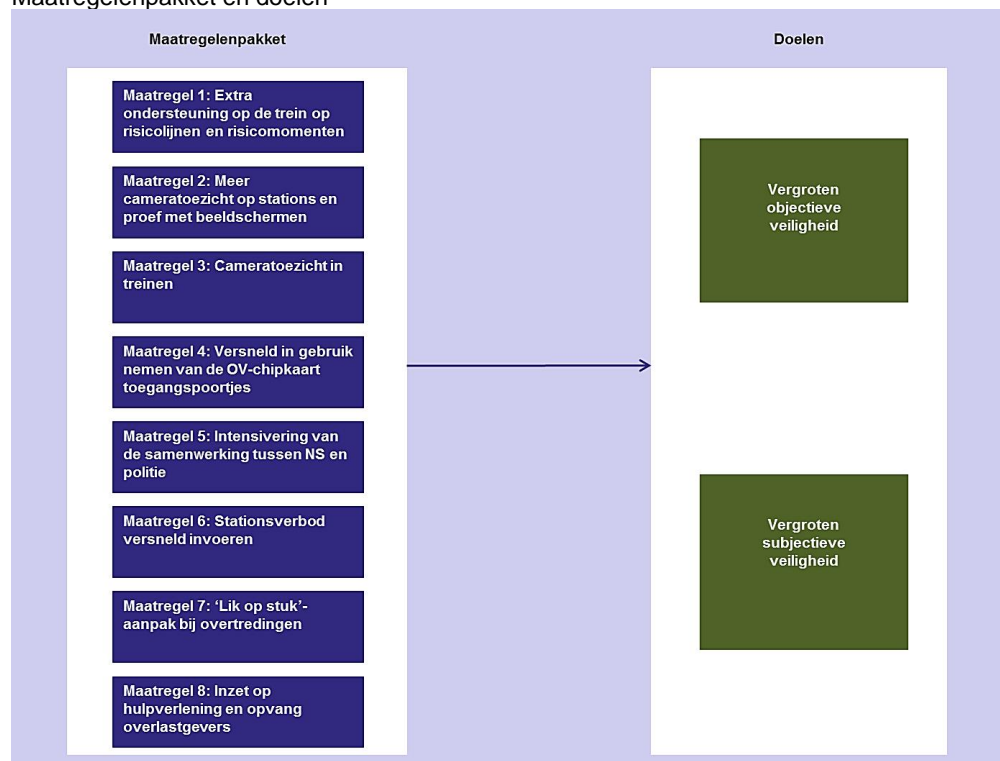 Maatregelenpakket en doelen
Maatregelenpakket
Maatregel 1: Extra
ondersteuning op de trein op
risicolijnen en risicomomenten
Maatregel 2: Meer
cameratoezicht op stations en
proef met beeldschermen
Maatregel 3: Cameratoezicht in
treinen
Maatregel 4: Versneld in gebruik
nemen van de OV-chipkaart
toegangspoortjes
Maatregel 5: Intensivering van
de samenwerking tussen NS en
politie
Maatregel 6: Stationsverbod
versneld invoeren
Maatregel 7: ‘Lik op stuk’-
aanpak bij overtredingen
Maatregel 8: Inzet op
hulpverlening en opvang
overlastgevers
Doelen
Vergroten
objectieve
veiligheid
Vergroten
subjectieve
veiligheid